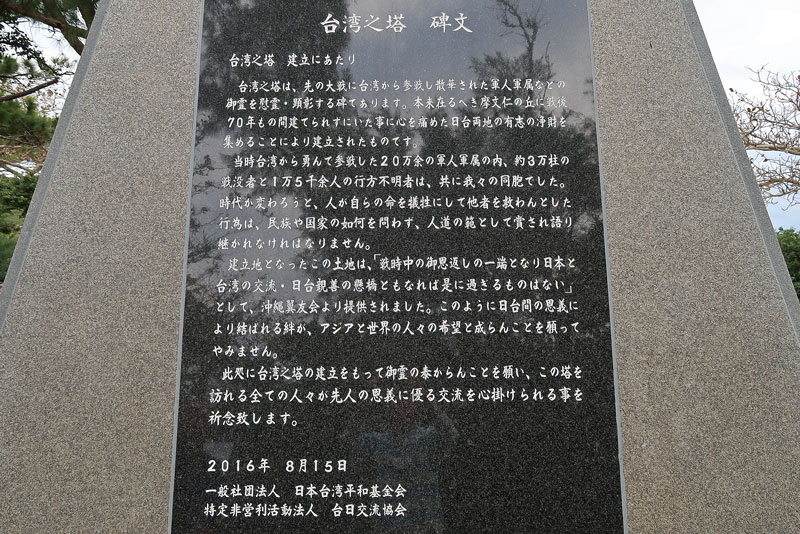 台湾之塔　碑文
台湾之塔　建立にあたり
台湾之塔は、先の大戦に台湾から参戦し散華された軍人軍属などの
御霊を慰霊・顕彰する碑であります。本来在るべき摩文仁の丘に戦後
70年もの間建てられずにいた事に心を痛めた日台両地の有志の浄財を
集めることにより建立されたものです。
当時台湾から勇んで参戦した20万余の軍人軍属の内、約3万柱の
戦没者と1万5千余人の行方不明者は、共に我々の同胞でした。
時代が変わろうと、人が自らの命を犠牲にして他者を救わんとした
行為は、民族や国家の如何を問わず、人道の範として賞され語り
継がれなければなりません。
建立地となったこの土地は、「戦時中の御恩返しの一端となり日本と
台湾の交流・日台親善の懸橋ともなれば是に過ぎるものはない」
として、沖縄翼友会より提供されました。このように日台間の恩義に
より結ばれる絆が、アジアと世界の人々の希望と成らんことを願って
やみません。
此処に台湾之塔の建立をもって御霊の泰からんことを願い、この塔を
訪れる全ての人々が先人の恩義に優る交流を心掛けられる事を
祈念致します。
2016年　8月15日
一般社団法人　日本台湾平和基金会
特定非営利活動法人　台日交流協会